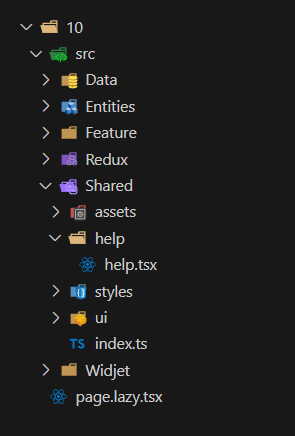 10
src
Data
Entities
Feature
Redux
Shared
assets
help
help.tsx
styles
ui
TS index.ts
Widjet
page.lazy.tsx